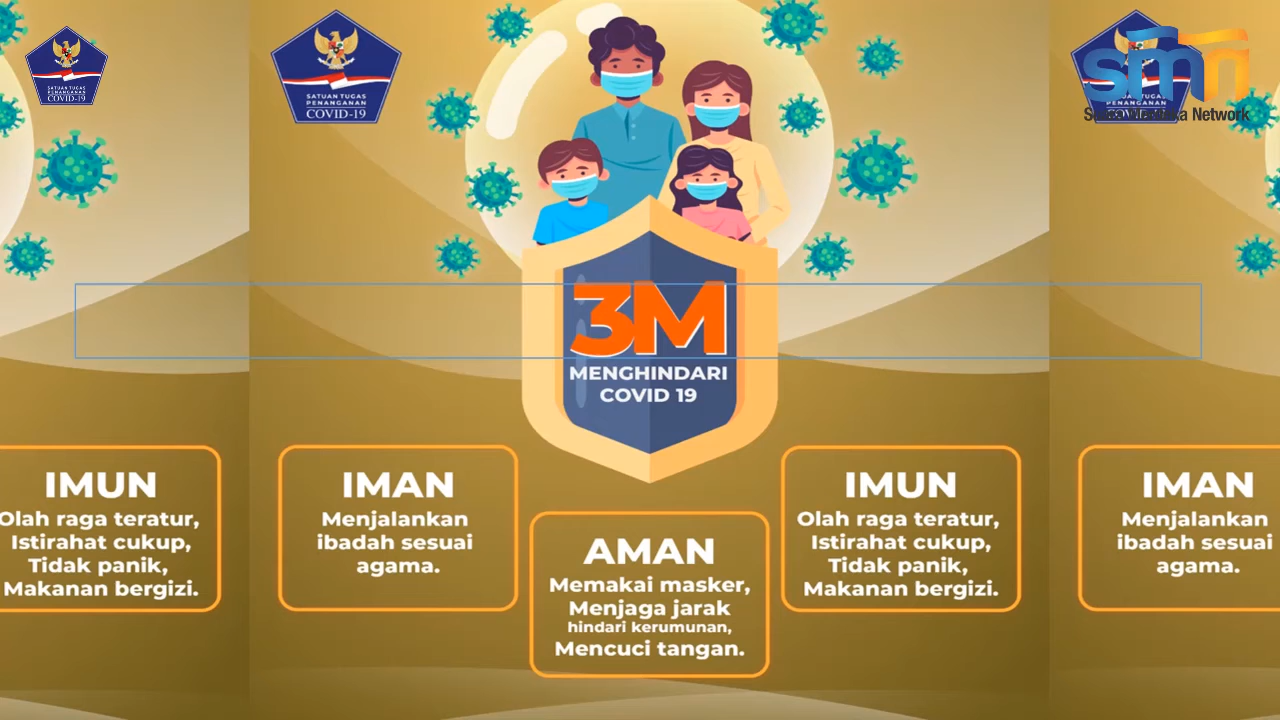 SATUAN TUGAS
PENANGANAN
COVID-19
SATUAN TUGAS
PENANGANAN
COVID-19
PENANGANAN
smn
Network
3M
MENGHINDARI
COVID 19
IMUN
Olah raga teratur,
Istirahat cukup,
Tidak panik,
Makanan bergizi.
IMAN
Menjalankan
ibadah sesuai
agama.
AMAN
Memakai masker,
Menjaga jarak
hindari kerumunan,
Mencuci tangan.
IMUN
Olah raga teratur,
Istirahat cukup,
Tidak panik,
Makanan bergizi.
IMAN
Menjalankan
ibadah sesuai
agama.